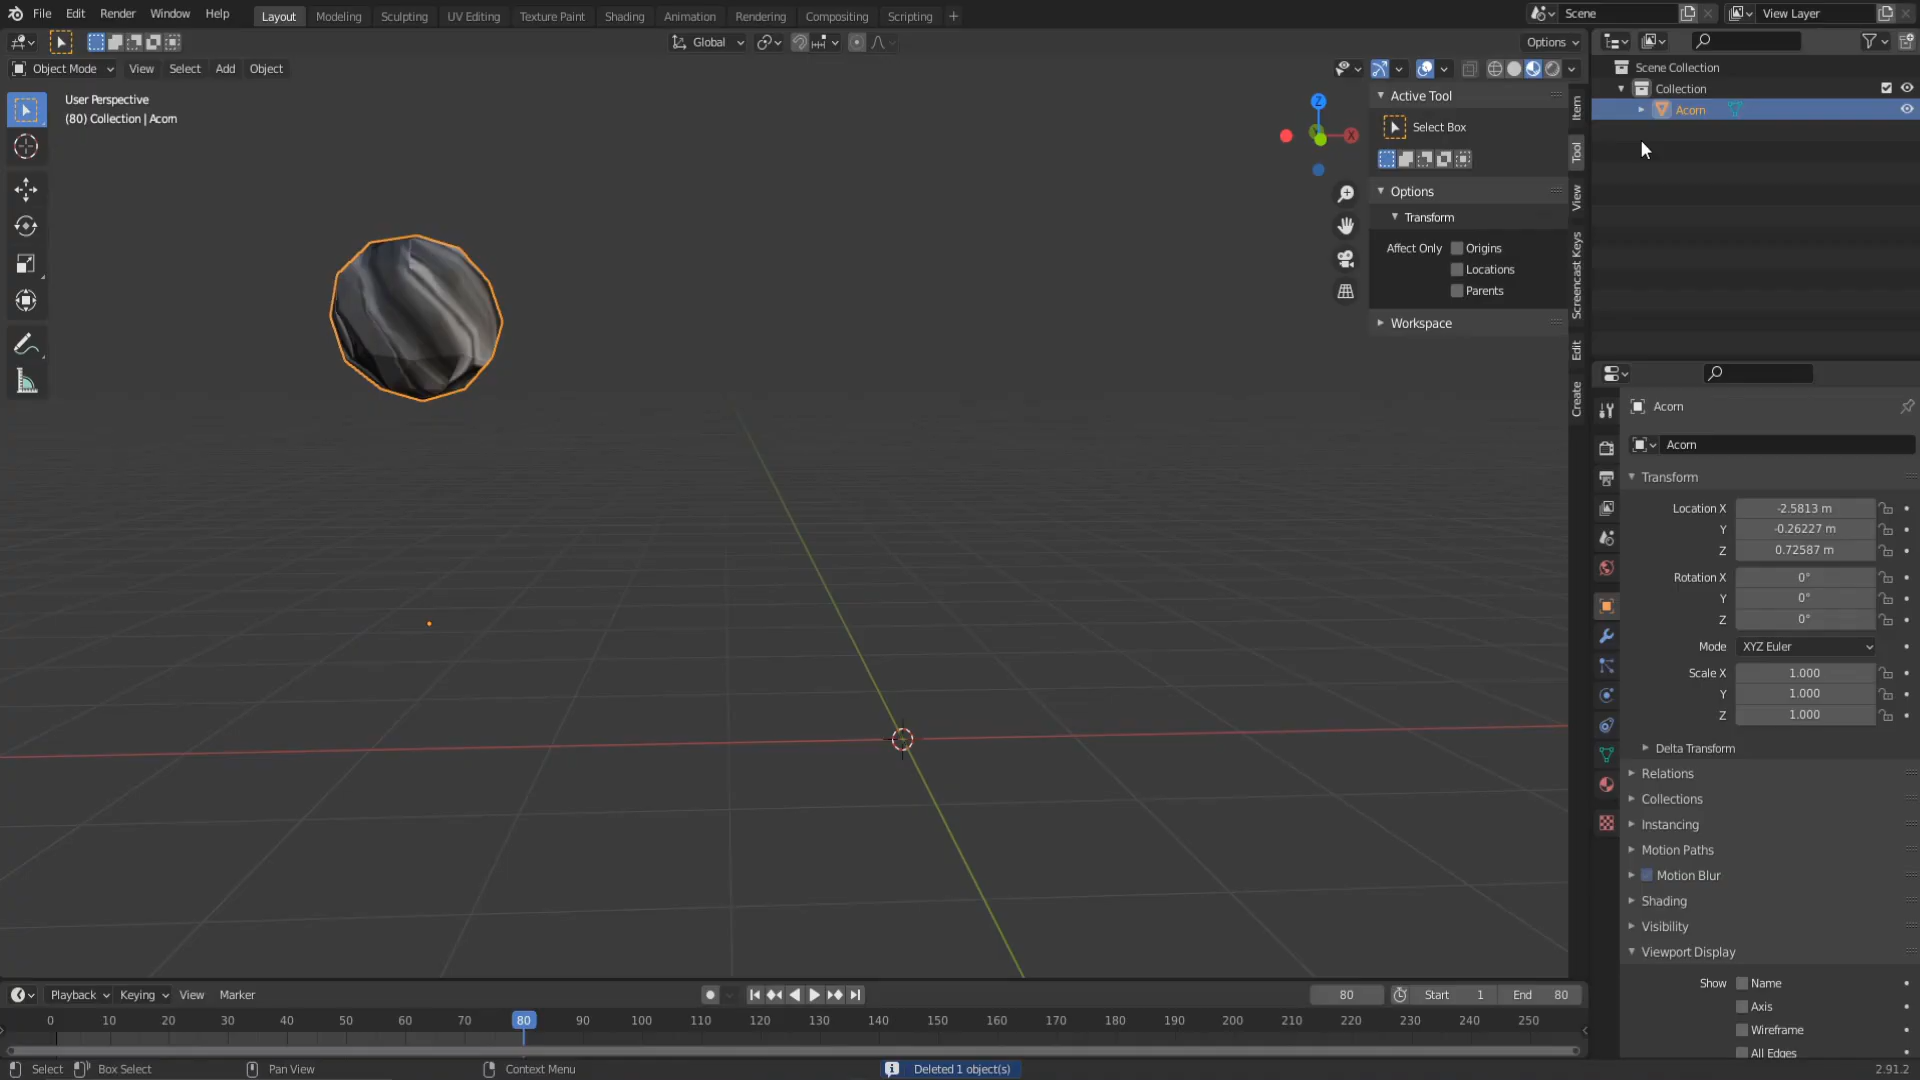 File Edit Render Window Help
Layout Modeling Sculpting UV Editing Texture Paint Shading Animation Rendering Compositing Scripting +
Scene
View Layer
Global
Options
Object Mode View Select Add Object
User Perspective
(80) Collection | Acorn
Z
X
Y
Active Tool
Select Box
Options
Transform
Affect Only Origins
Locations
Parents
Workspace
Item
Tool
View
Screencast Keys
Edit
Create
Scene Collection
Collection
Acorn
Acorn
Acorn
Transform
Location X -2.5813 m
Y -0.26227 m
Z 0.72587 m
Rotation X 0°
Y 0°
Z 0°
Mode XYZ Euler
Scale X 1.000
Y 1.000
Z 1.000
Delta Transform
Relations
Collections
Instancing
Motion Paths
Motion Blur
Shading
Visibility
Viewport Display
Show Name
Axis
Wireframe
All Edges
Playback Keying View Marker
80 Start 1 End 80
0 10 20 30 40 50 60 70 80 90 100 110 120 130 140 150 160 170 180 190 200 210 220 230 240 250
Select Box Select Pan View Context Menu Deleted 1 object(s) 2.91.2